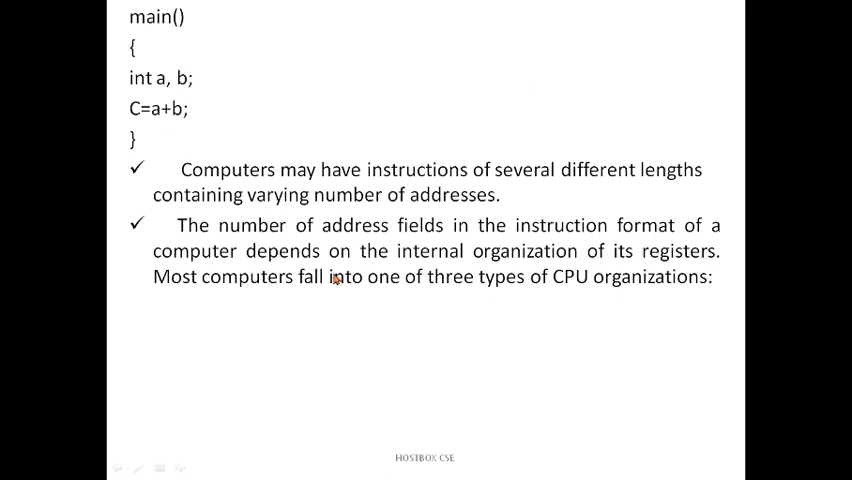 main()
{
int a, b;
C=a+b;
}
✓ Computers may have instructions of several different lengths
containing varying number of addresses.
✓ The number of address fields in the instruction format of a
computer depends on the internal organization of its registers.
Most computers fall into one of three types of CPU organizations:
HOSTBOX CSE